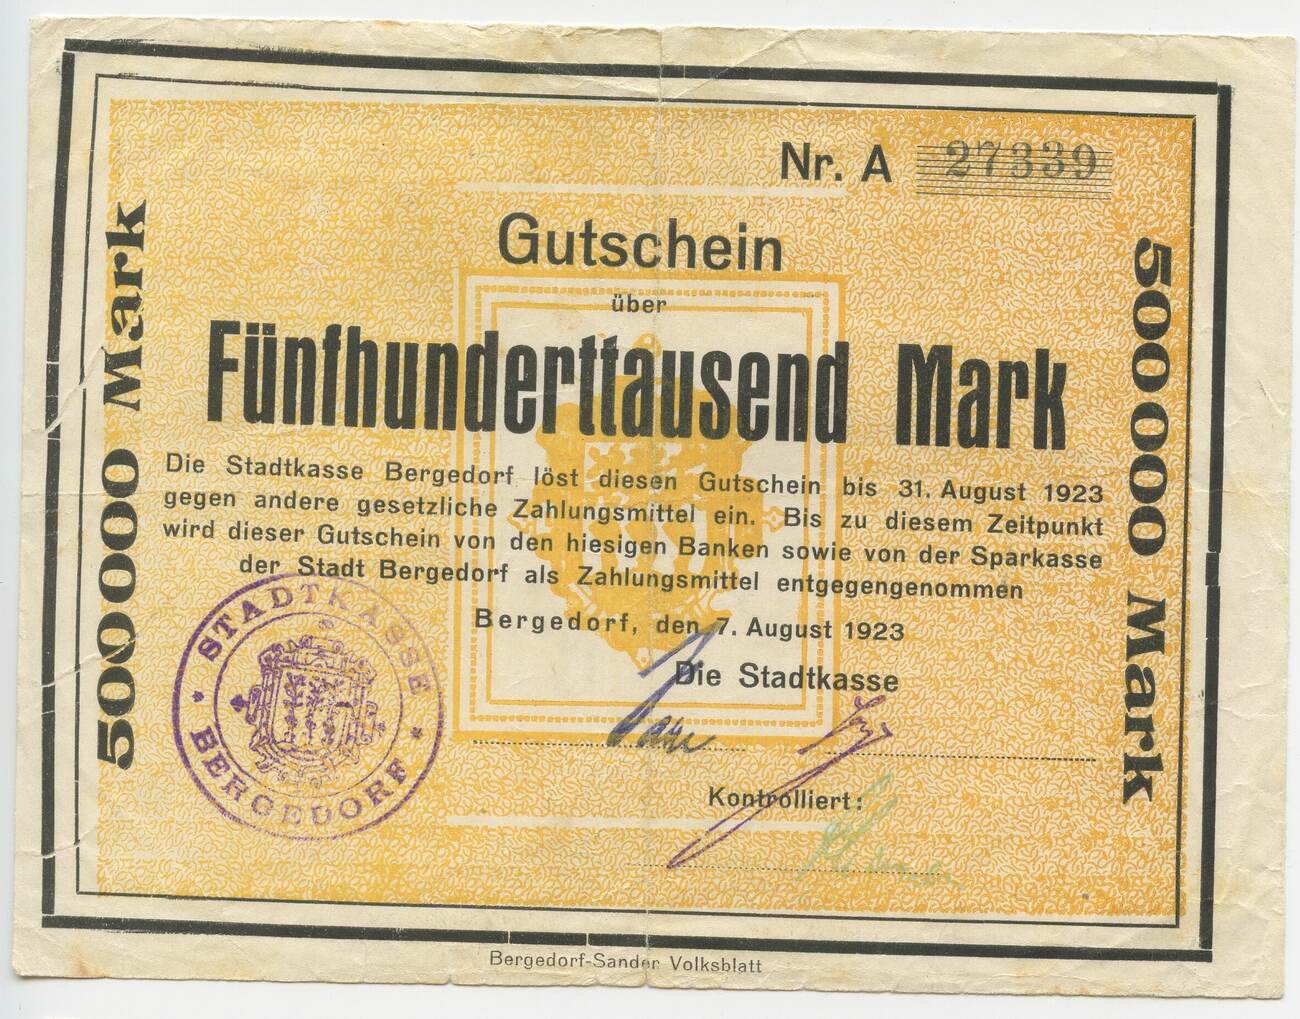 Nr. A 27339
Gutschein
über
Fünfhunderttausend Mark
Die Stadtkasse Bergedorf löst diesen Gutschein bis 31. August 1923
gegen andere gesetzliche Zahlungsmittel ein. Bis zu diesem Zeitpunkt
wird dieser Gutschein von den hiesigen Banken sowie von der Sparkasse
der Stadt Bergedorf als Zahlungsmittel entgegengenommen
Bergedorf, den 7. August 1923
Die Stadtkasse
Kontrolliert:
500000 Mark
500000 Mark
STADTKASSE
* BERGEDORF *
Bergedorf-Sander Volksblatt